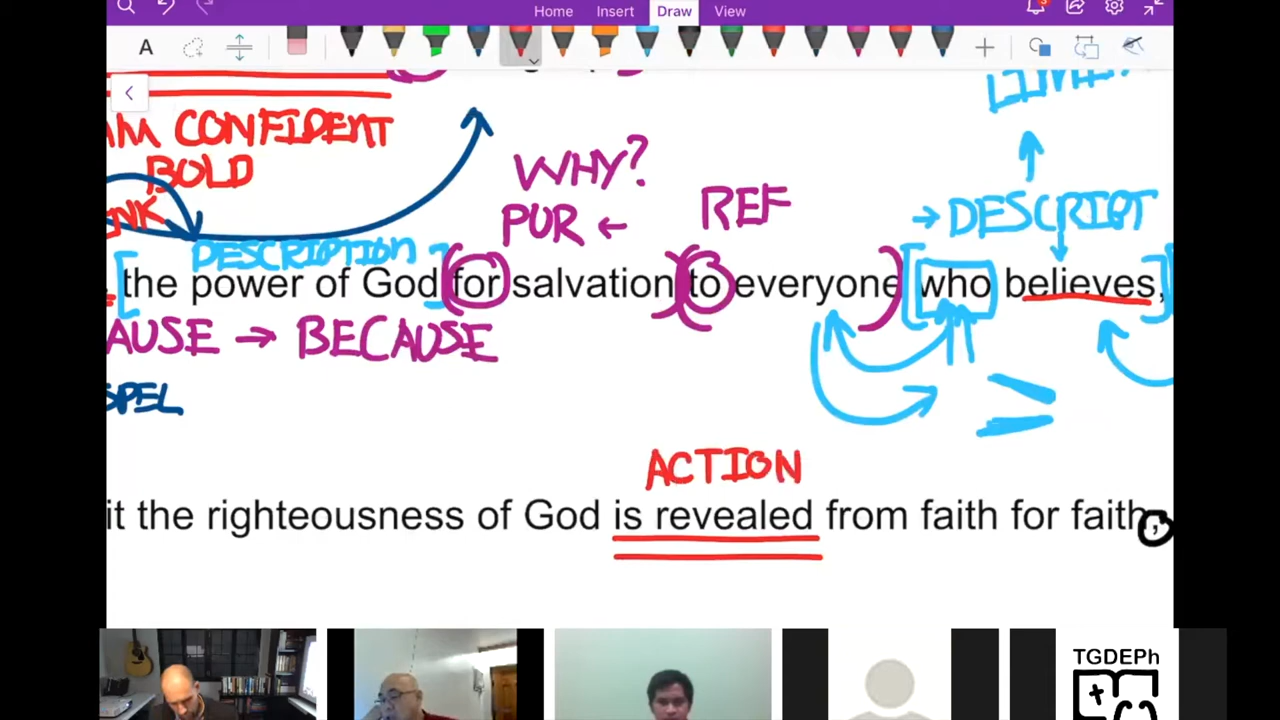 Home Insert Draw View
A
AM CONFIDENT
BOLD
WHY?
PUR ←
REF
→ DESCRIPT
DESCRIPTION
[the power of God] (for salvation) (to everyone) [who believes,]
AUSE → BECAUSE
SPEL
ACTION
it the righteousness of God is revealed from faith for faith,
TGDEPh